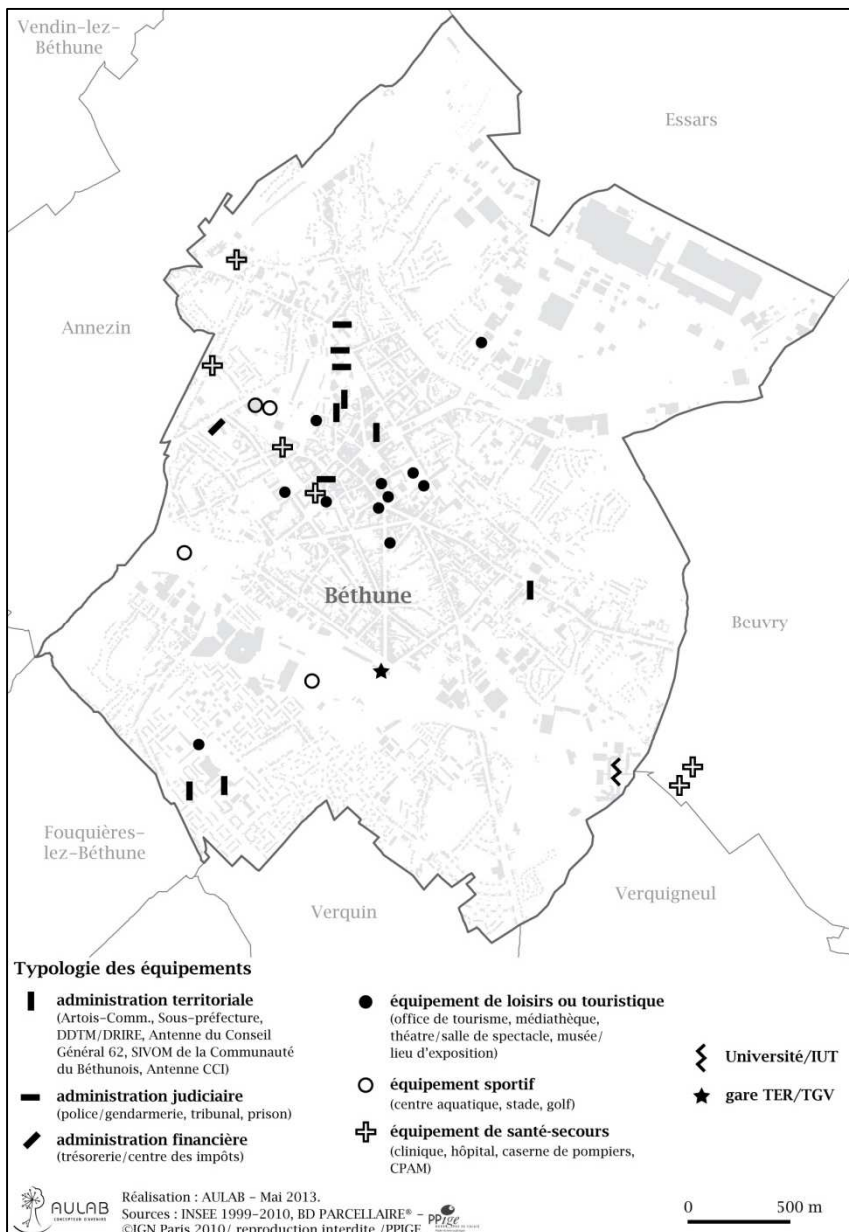 Vendin-lez-
Béthune
Essars
Annezin
Béthune
Beuvry
Fouquières-
lez-Béthune
Verquin
Verquigneul
Typologie des équipements
administration territoriale
(Artois-Comm., Sous-préfecture,
DDTM/DRIRE, Antenne du Conseil
Général 62, SIVOM de la Communauté
du Béthunois, Antenne CCI)
administration judiciaire
(police/gendarmerie, tribunal, prison)
administration financière
(trésorerie/centre des impôts)
équipement de loisirs ou touristique
(office de tourisme, médiathèque,
théatre/salle de spectacle, musée/
lieu d'exposition)
équipement sportif
(centre aquatique, stade, golf)
équipement de santé-secours
(clinique, hôpital, caserne de pompiers,
CPAM)
Université/IUT
gare TER/TGV
AULAB
CONCEPTEUR D'AVENIRS
Réalisation : AULAB - Mai 2013.
Sources : INSEE 1999-2010, BD PARCELLAIRE® -
©IGN Paris 2010/ reproduction interdite /PPIGE
PPige
0 500 m